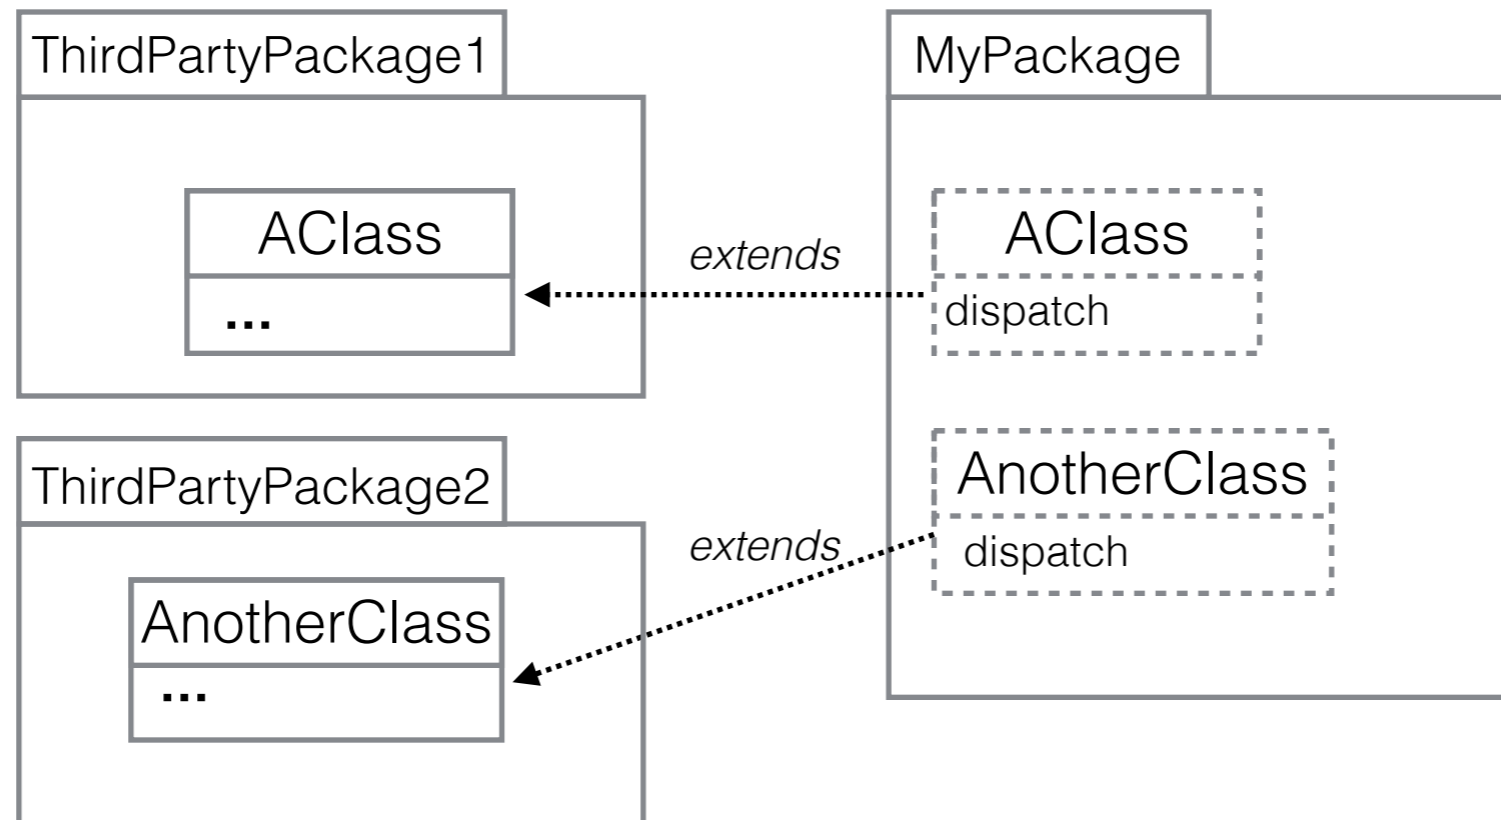 ThirdPartyPackage1
AClass
...
extends
MyPackage
AClass
dispatch
ThirdPartyPackage2
AnotherClass
...
extends
AnotherClass
dispatch